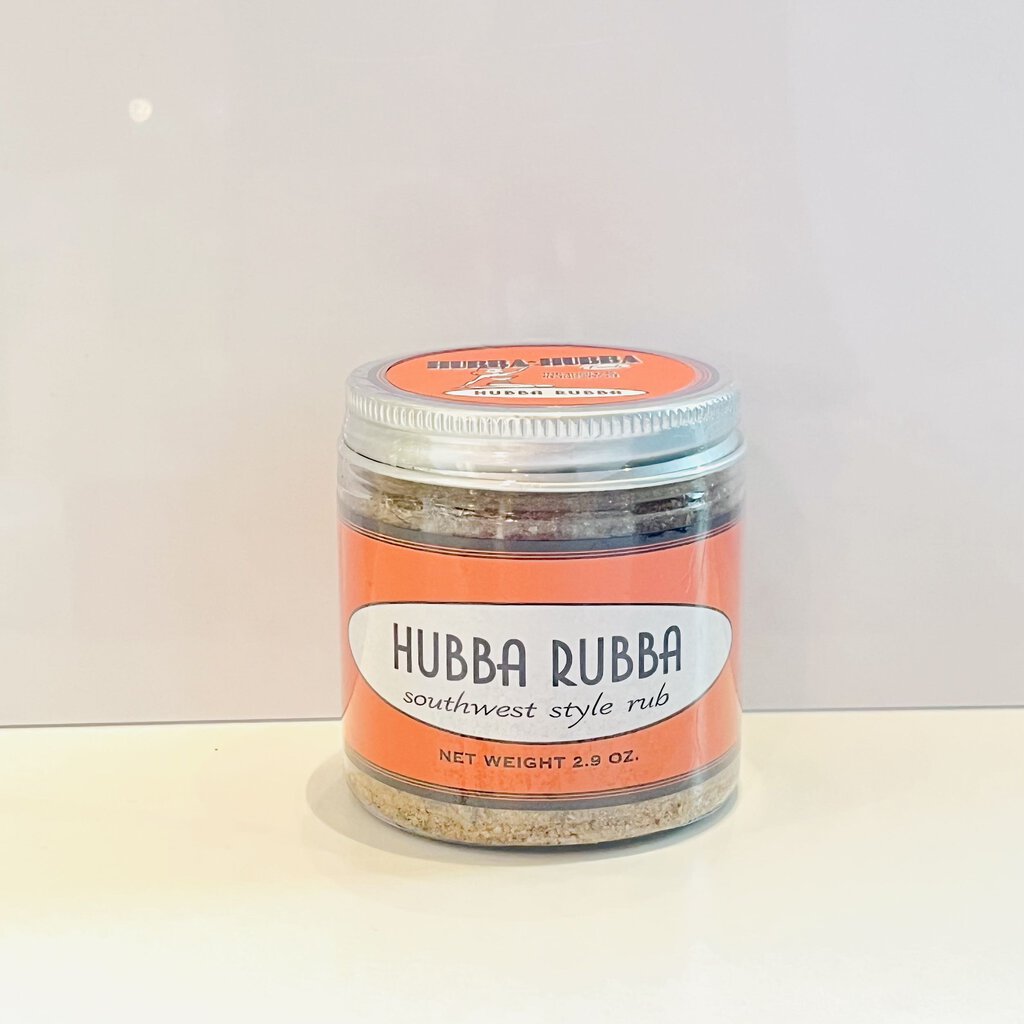 HUBBA-HUBBA
HUBBA RUBBA
HUBBA RUBBA
southwest style rub
NET WEIGHT 2.9 OZ.